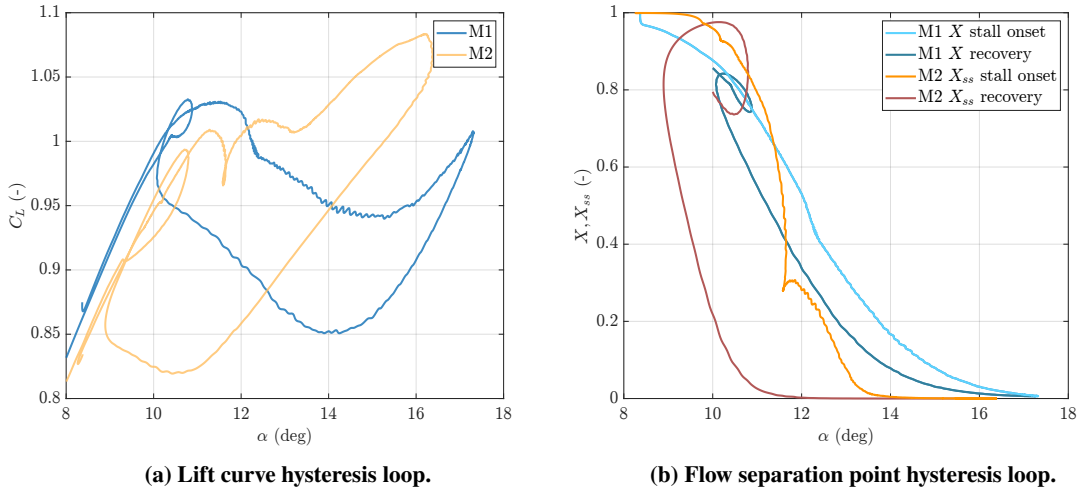 1.1
1.05
1
0.95
0.9
0.85
0.8
8
10
12
14
16
18
C_L (-)
α (deg)
M1
M2
(a) Lift curve hysteresis loop.
1
0.8
0.6
0.4
0.2
0
8
10
12
14
16
18
X, X_ss (-)
α (deg)
M1 X stall onset
M1 X recovery
M2 X_ss stall onset
M2 X_ss recovery
(b) Flow separation point hysteresis loop.